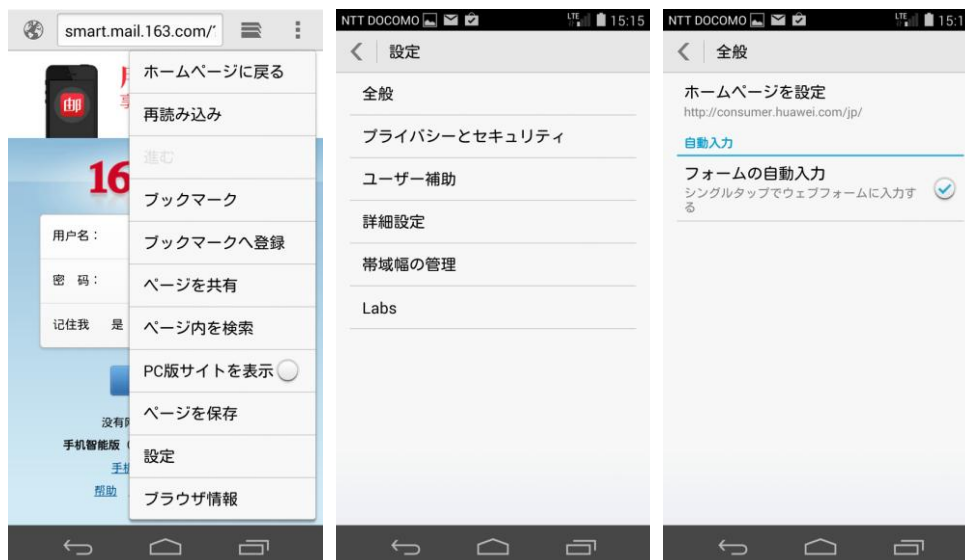 smart.mail.163.com/
邮
163
用户名：
密 码：
记住我 是
手机智能版
帮助
ホームページに戻る
再読み込み
進む
ブックマーク
ブックマークへ登録
ページを共有
ページ内を検索
PC版サイトを表示
ページを保存
設定
ブラウザ情報
NTT DOCOMO LTE 15:15
設定
全般
プライバシーとセキュリティ
ユーザー補助
詳細設定
帯域幅の管理
Labs
NTT DOCOMO LTE 15:1
全般
ホームページを設定
http://consumer.huawei.com/jp/
自動入力
フォームの自動入力
シングルタップでウェブフォームに入力す
る